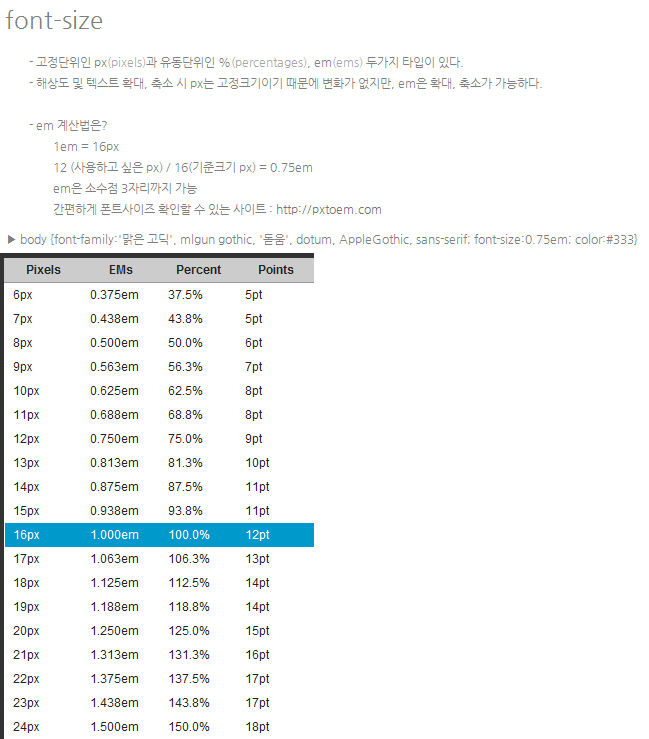 font-size
- 고정단위인 px(pixels)과 유동단위인 %(percentages), em(ems) 두가지 타입이 있다.
- 해상도 및 텍스트 확대, 축소 시 px는 고정크기이기 때문에 변화가 없지만, em은 확대, 축소가 가능하다.
- em 계산법은?
1em = 16px
12 (사용하고 싶은 px) / 16(기준크기 px) = 0.75em
em은 소수점 3자리까지 가능
간편하게 폰트사이즈 확인할 수 있는 사이트 : http://pxtoem.com
▶ body {font-family:'맑은 고딕', mlgun gothic, '돋움', dotum, AppleGothic, sans-serif; font-size:0.75em; color:#333}
Pixels EMs Percent Points
6px 0.375em 37.5% 5pt
7px 0.438em 43.8% 5pt
8px 0.500em 50.0% 6pt
9px 0.563em 56.3% 7pt
10px 0.625em 62.5% 8pt
11px 0.688em 68.8% 8pt
12px 0.750em 75.0% 9pt
13px 0.813em 81.3% 10pt
14px 0.875em 87.5% 11pt
15px 0.938em 93.8% 11pt
16px 1.000em 100.0% 12pt
17px 1.063em 106.3% 13pt
18px 1.125em 112.5% 14pt
19px 1.188em 118.8% 14pt
20px 1.250em 125.0% 15pt
21px 1.313em 131.3% 16pt
22px 1.375em 137.5% 17pt
23px 1.438em 143.8% 17pt
24px 1.500em 150.0% 18pt